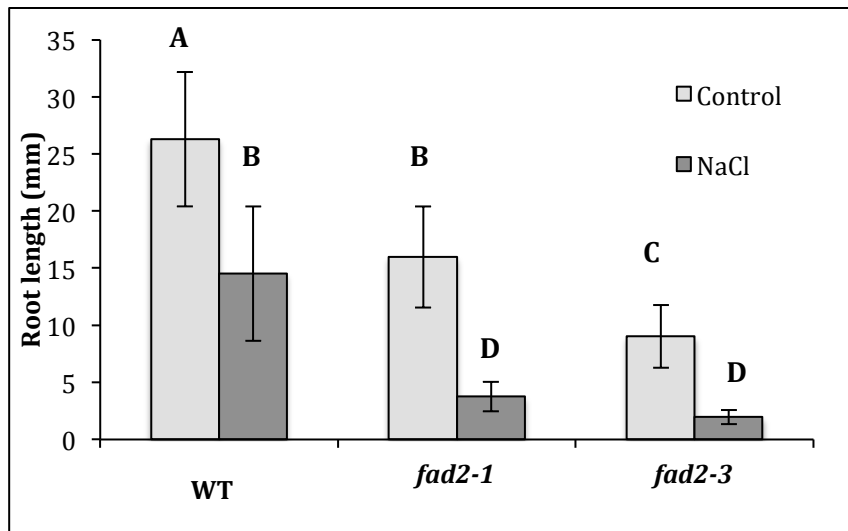 A
35
30
25
20
15
10
5
0
Root length (mm)
B
B
C
D
D
Control
NaCl
WT
fad2-1
fad2-3